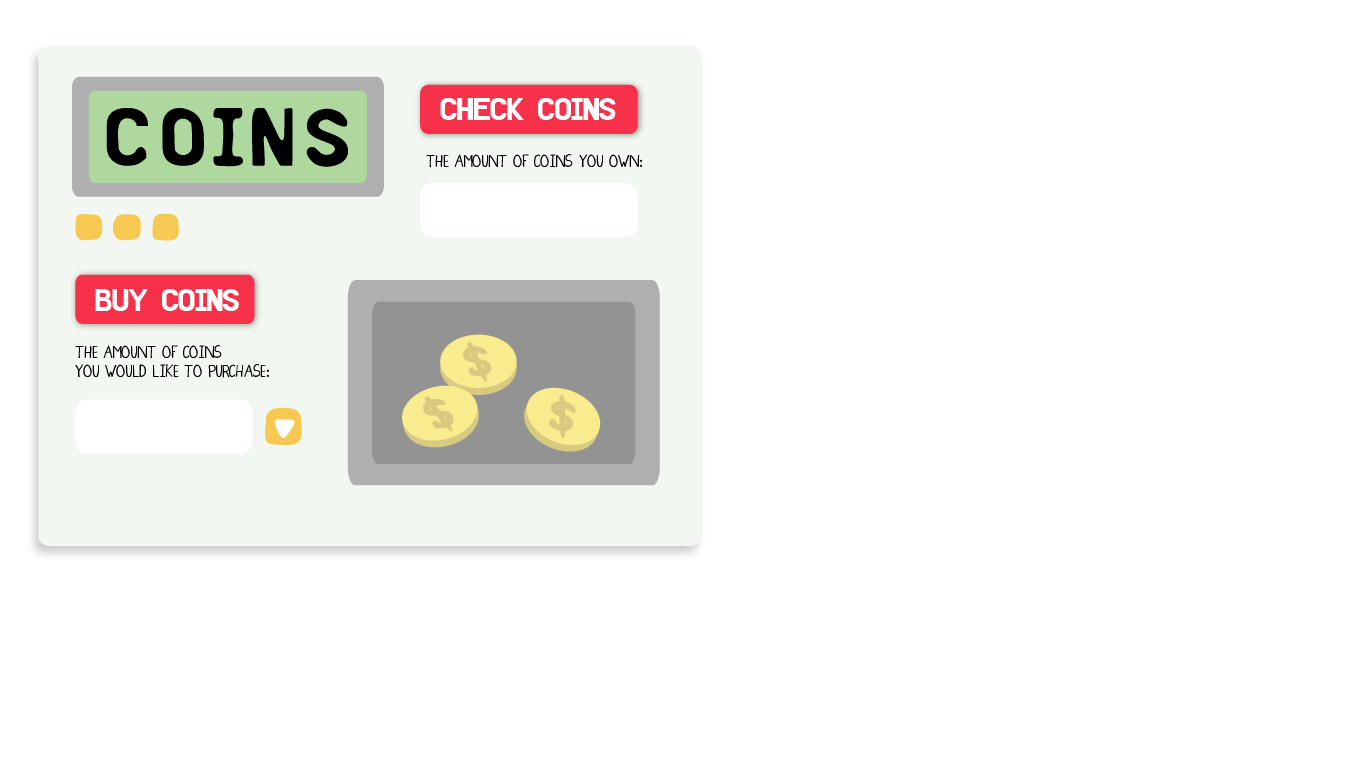 COINS
CHECK COINS
THE AMOUNT OF COINS YOU OWN:
BUY COINS
THE AMOUNT OF COINS
YOU WOULD LIKE TO PURCHASE:
$
$
$